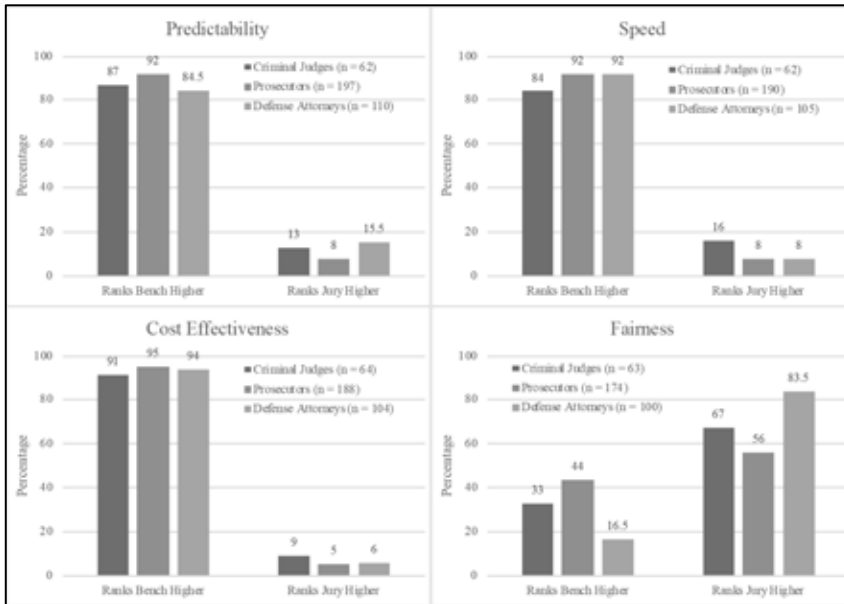 Predictability
100
80
60
40
20
0
Percentage
87
92
84.5
13
8
15.5
Criminal Judges (n = 62)
Prosecutors (n = 197)
Defense Attorneys (n = 110)
Ranks Bench Higher
Ranks Jury Higher
Speed
100
80
60
40
20
0
Percentage
84
92
92
16
8
8
Criminal Judges (n = 62)
Prosecutors (n = 190)
Defense Attorneys (n = 105)
Ranks Bench Higher
Ranks Jury Higher
Cost Effectiveness
100
80
60
40
20
0
Percentage
91
95
94
9
5
6
Criminal Judges (n = 64)
Prosecutors (n = 188)
Defense Attorneys (n = 104)
Ranks Bench Higher
Ranks Jury Higher
Fairness
100
80
60
40
20
0
Percentage
33
44
16.5
67
56
83.5
Criminal Judges (n = 63)
Prosecutors (n = 174)
Defense Attorneys (n = 100)
Ranks Bench Higher
Ranks Jury Higher